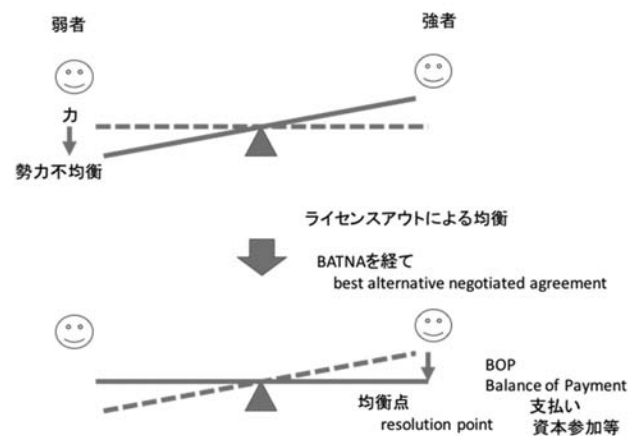 弱者
強者
力
勢力不均衡
ライセンスアウトによる均衡
BATNAを経て
best alternative negotiated agreement
BOP
Balance of Payment
支払い
資本参加等
均衡点
resolution point